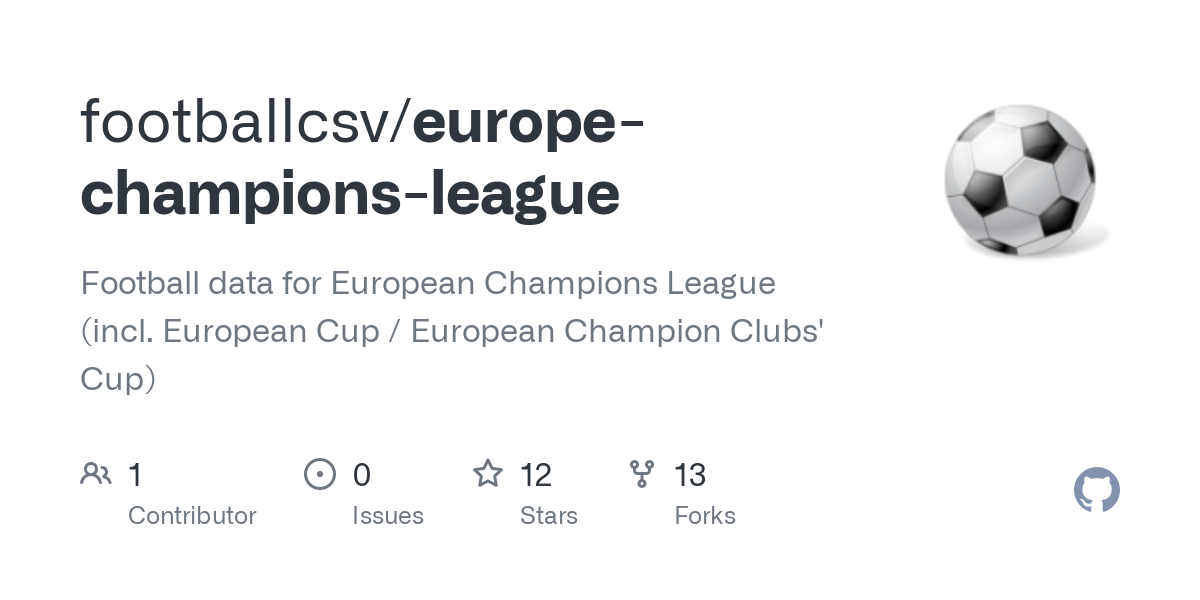 footballcsv/europe-
champions-league
Football data for European Champions League
(incl. European Cup / European Champion Clubs'
Cup)
1 0 12 13
Contributor Issues Stars Forks